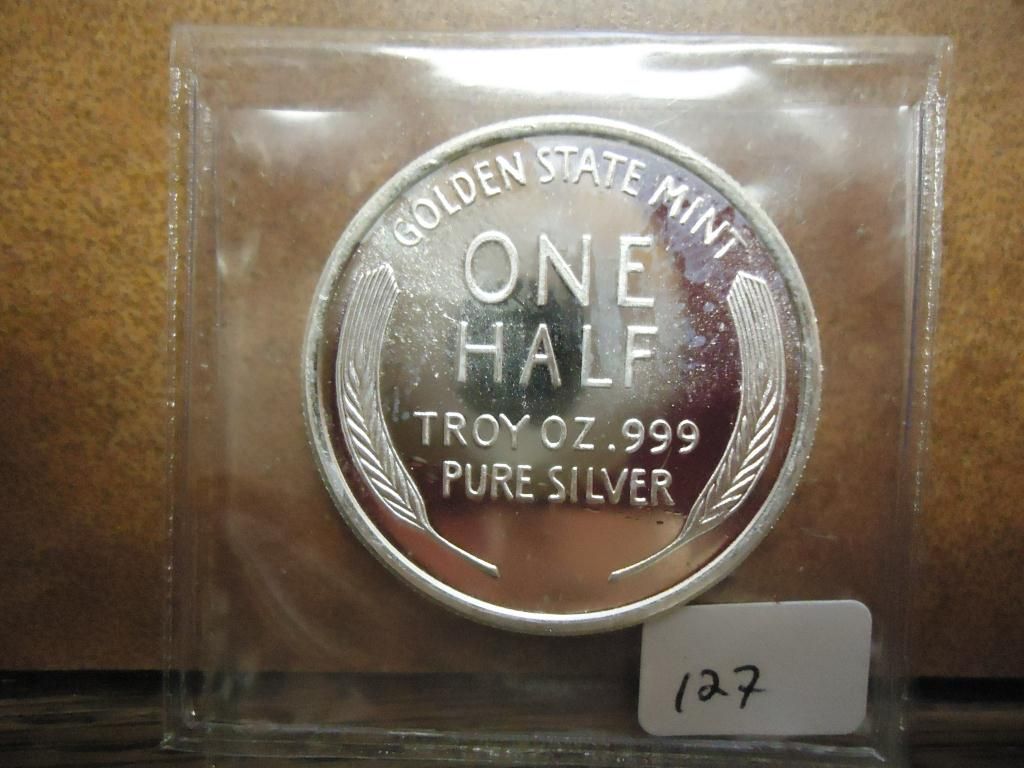 GOLDEN STATE MINT
ONE
HALF
TROY OZ .999
PURE SILVER
127